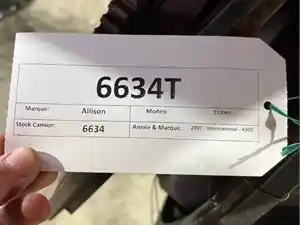 6634T
Marque: Allison Modèle
Stock Camion: 6634 Année & Marque: 2007 - International - 4300